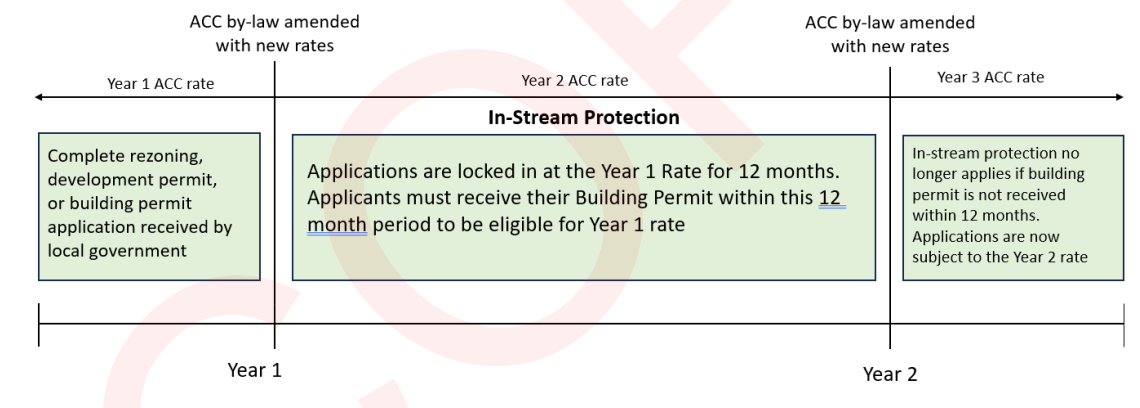 ACC by-law amended
with new rates
ACC by-law amended
with new rates
Year 1 ACC rate
Year 2 ACC rate
Year 3 ACC rate
In-Stream Protection
Complete rezoning,
development permit,
or building permit
application received by
local government
Applications are locked in at the Year 1 Rate for 12 months.
Applicants must receive their Building Permit within this 12
month period to be eligible for Year 1 rate
In-stream protection no
longer applies if building
permit is not received
within 12 months.
Applications are now
subject to the Year 2 rate
Year 1
Year 2